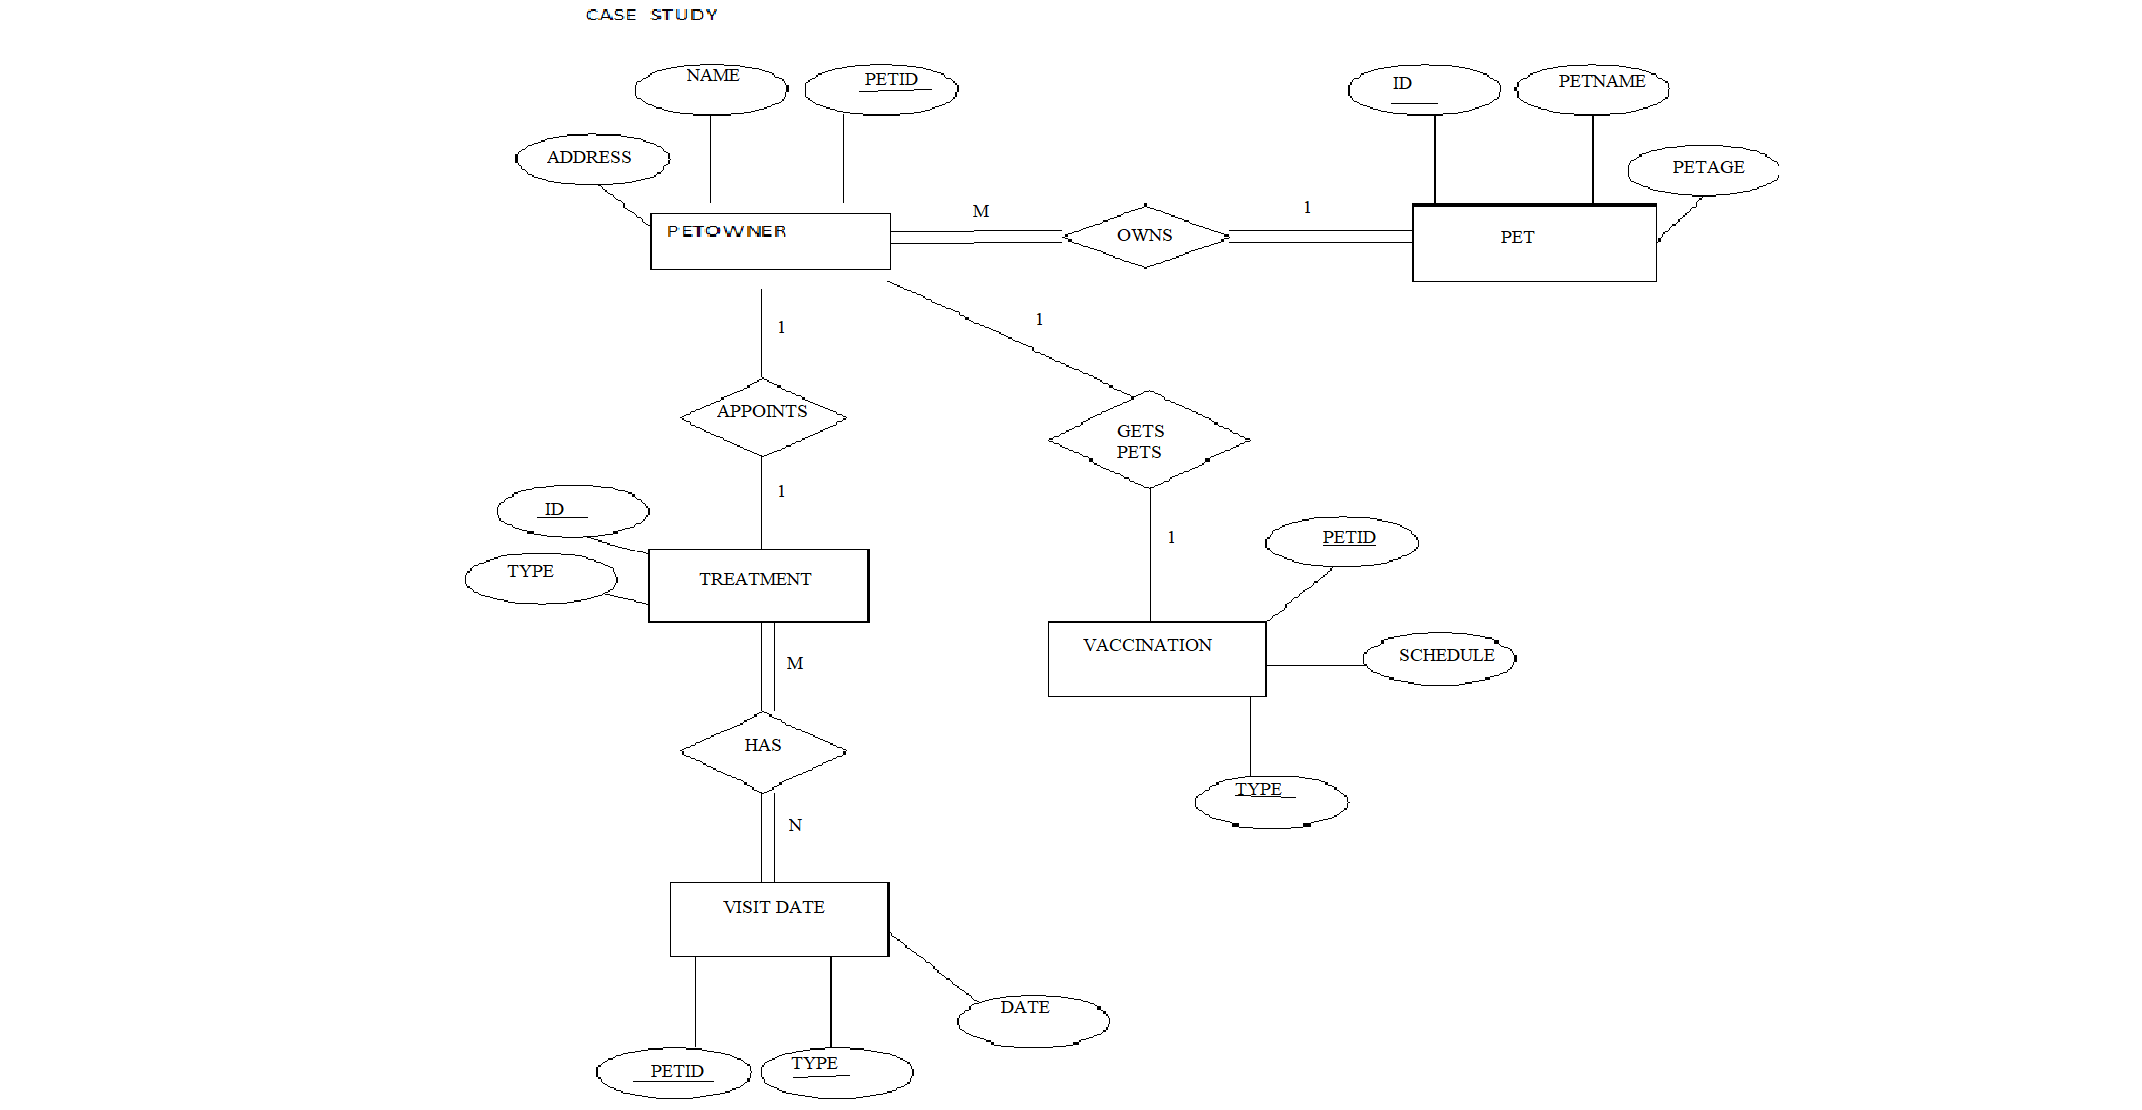 CASE STUDY
NAME
PETID
ID
PETNAME
ADDRESS
PETAGE
M
1
PETOWNER
OWNS
PET
1
1
APPOINTS
GETS
PETS
1
ID
1
PETID
TYPE
TREATMENT
VACCINATION
SCHEDULE
M
HAS
TYPE
N
VISIT DATE
DATE
PETID
TYPE